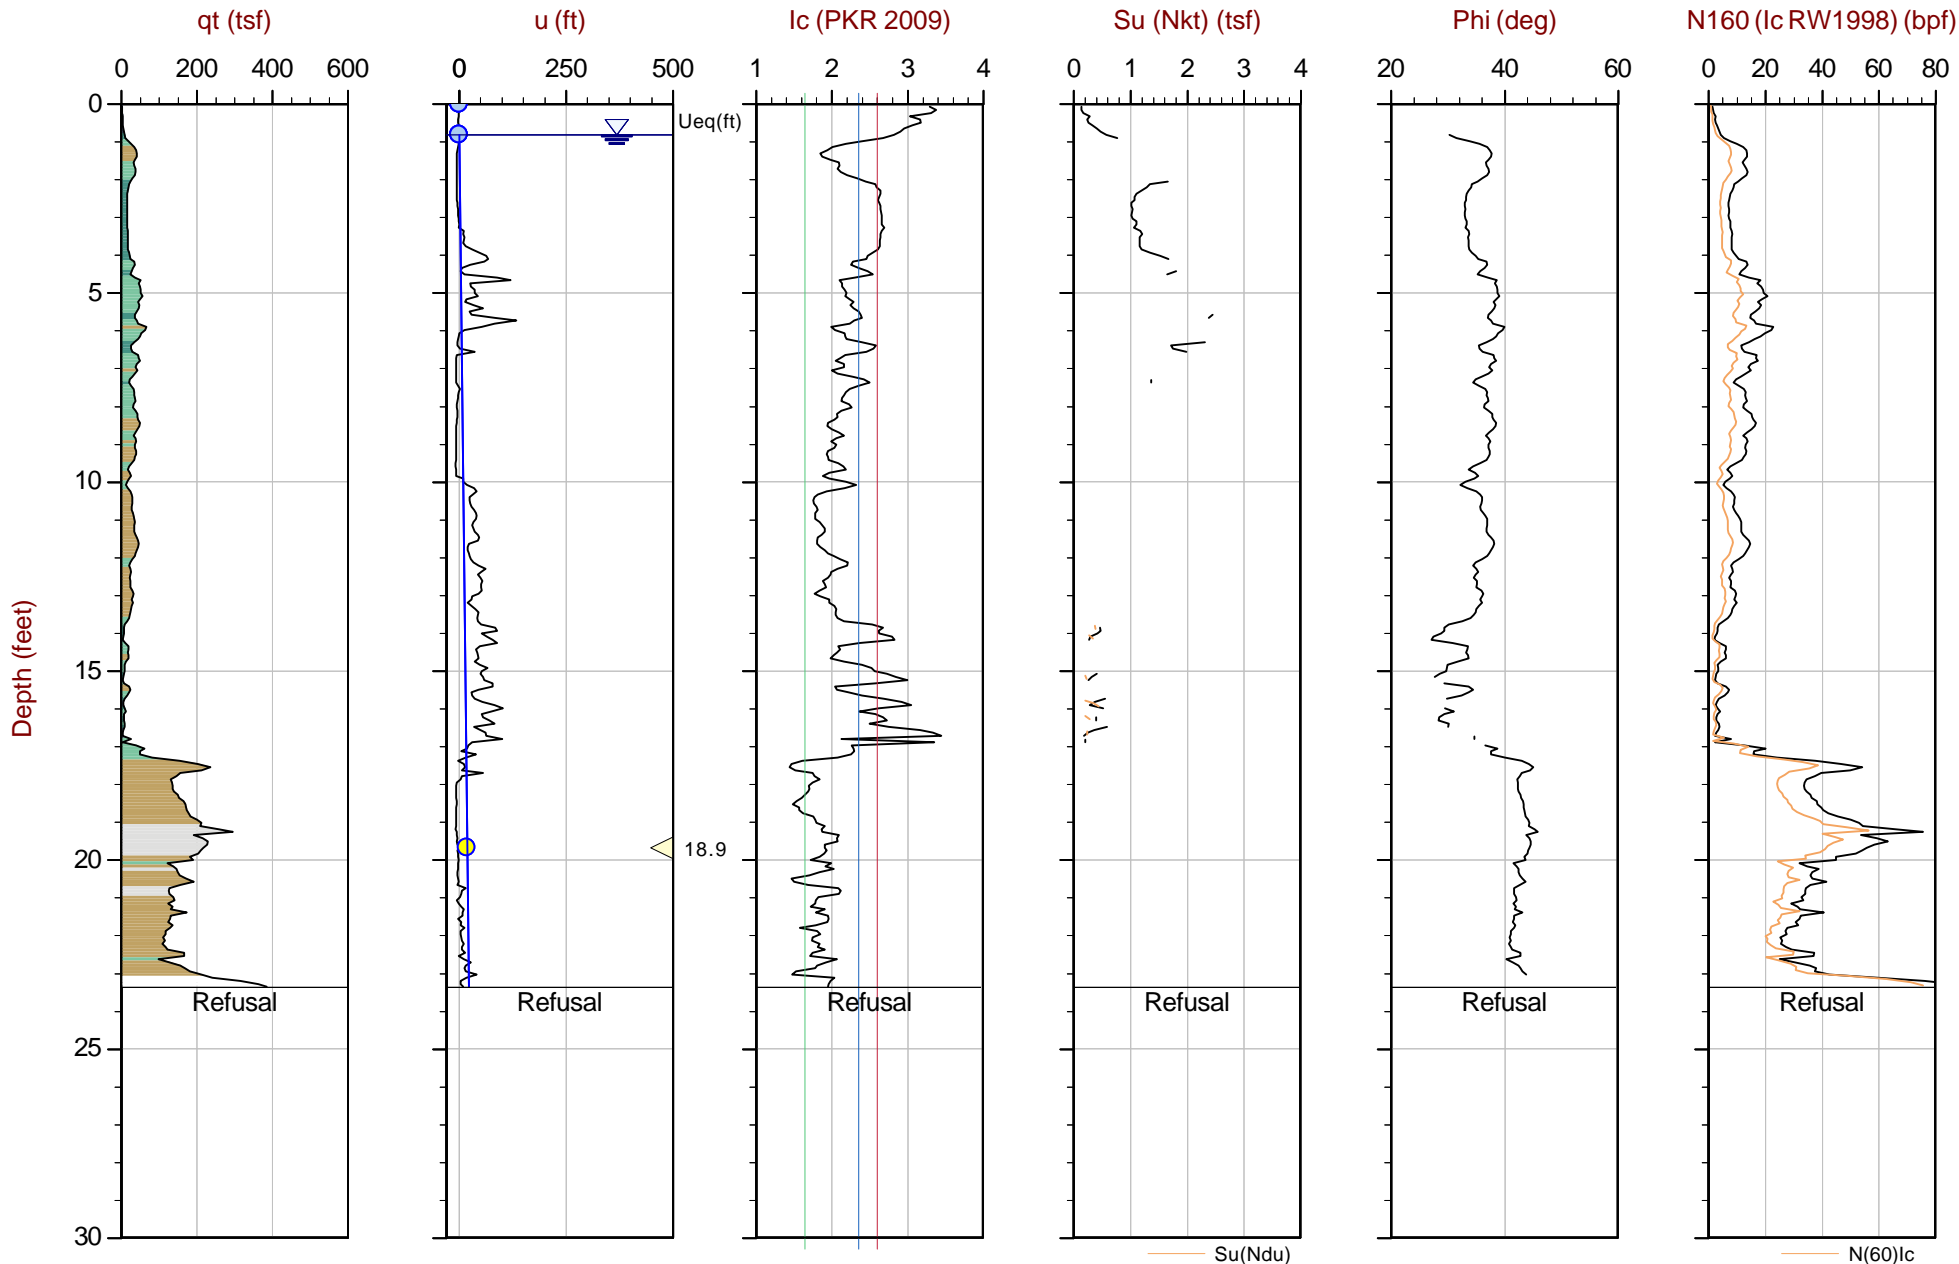 qt (tsf)
u (ft)
Ic (PKR 2009)
Su (Nkt) (tsf)
Phi (deg)
N160 (Ic RW1998) (bpf)
0 200 400 600
0 250 500
1 2 3 4
0 1 2 3 4
20 40 60
0 20 40 60 80
0
Ueq(ft)
5
10
Depth (feet)
15
18.9
20
Refusal
Refusal
Refusal
Refusal
Refusal
Refusal
25
30
Su(Ndu)
N(60)Ic